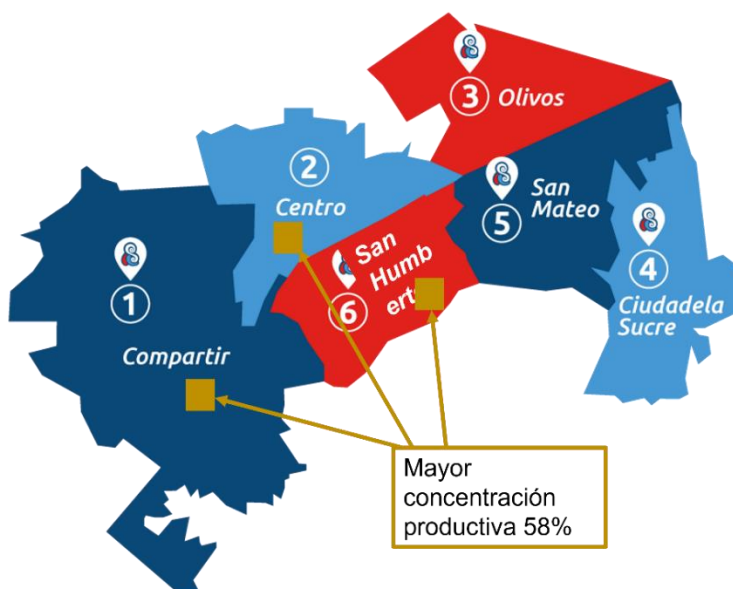 3 Olivos
2
Centro
5 San
Mateo
4
Ciudadela
Sucre
6 San
Humb
erto
1
Compartir
Mayor
concentración
productiva 58%